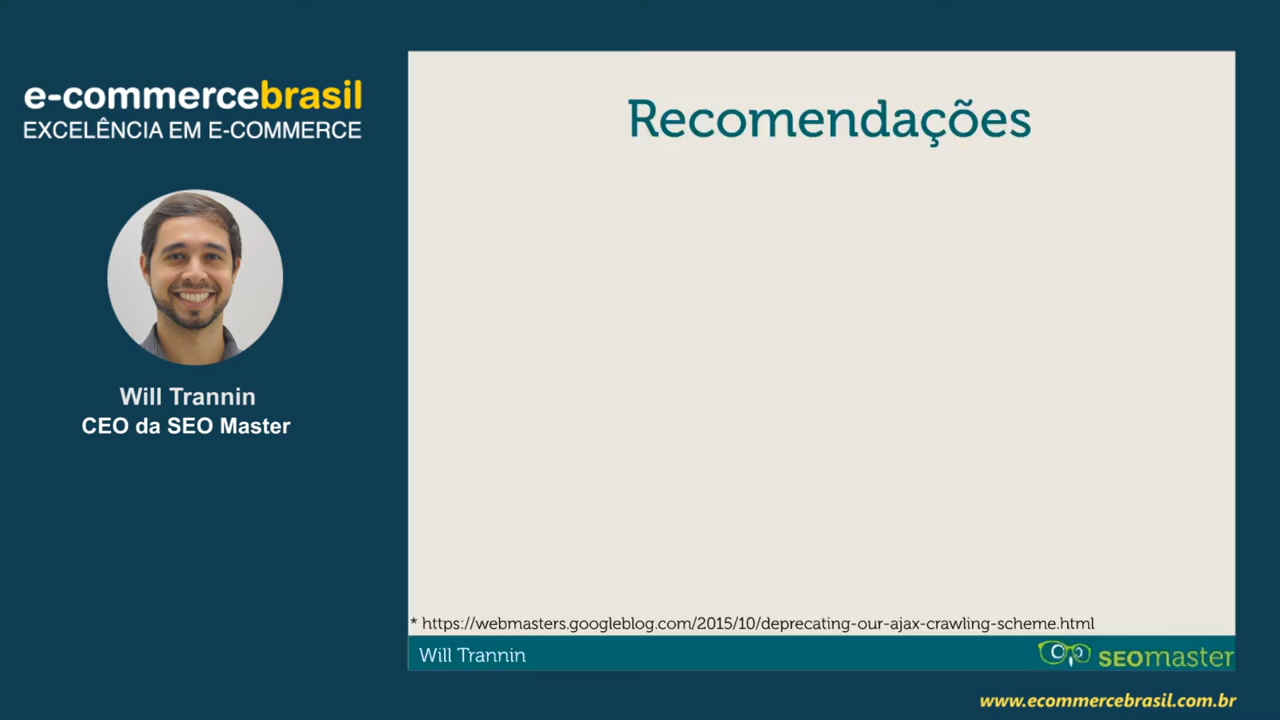 e-commercebrasil
EXCELÊNCIA EM E-COMMERCE
Will Trannin
CEO da SEO Master
Recomendações
* https://webmasters.googleblog.com/2015/10/deprecating-our-ajax-crawling-scheme.html
Will Trannin
SEOmaster
www.ecommercebrasil.com.br